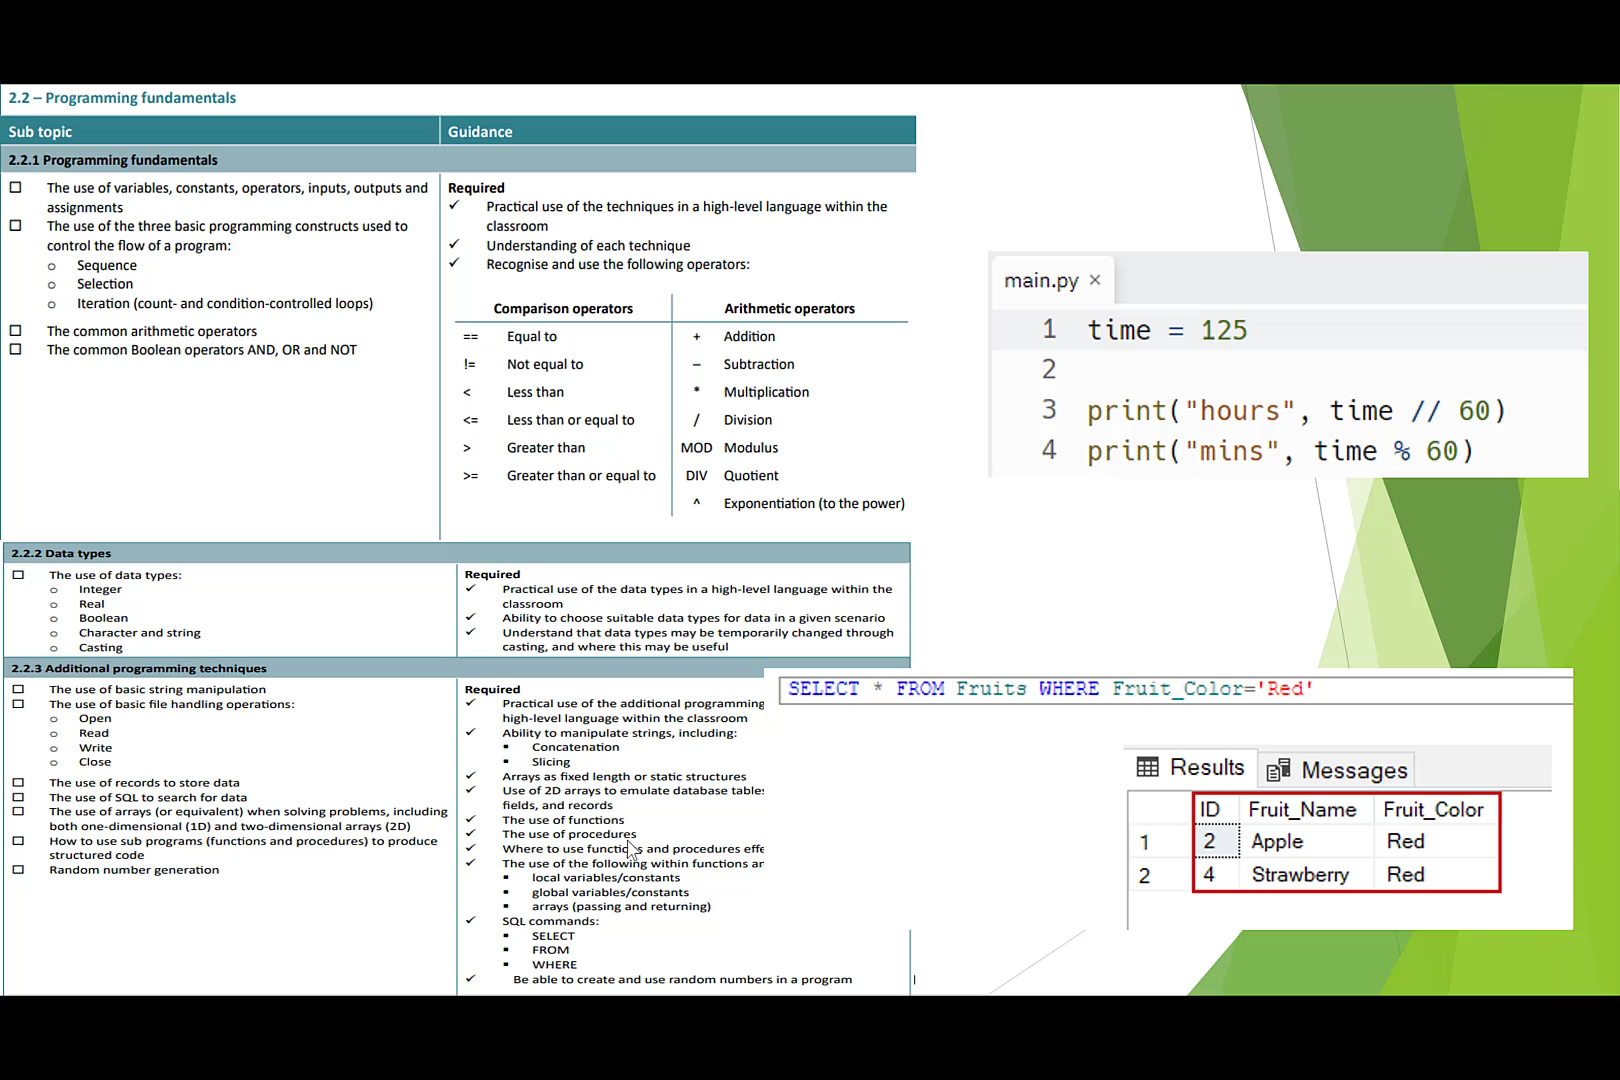 2.2 – Programming fundamentals
Sub topic
Guidance
2.2.1 Programming fundamentals
The use of variables, constants, operators, inputs, outputs and
assignments
The use of the three basic programming constructs used to
control the flow of a program:
o Sequence
o Selection
o Iteration (count- and condition-controlled loops)
The common arithmetic operators
The common Boolean operators AND, OR and NOT
Required
✓ Practical use of the techniques in a high-level language within the
classroom
✓ Understanding of each technique
✓ Recognise and use the following operators:
Comparison operators
== Equal to
!= Not equal to
< Less than
<= Less than or equal to
> Greater than
>= Greater than or equal to
Arithmetic operators
+ Addition
– Subtraction
* Multiplication
/ Division
MOD Modulus
DIV Quotient
^ Exponentiation (to the power)
2.2.2 Data types
The use of data types:
o Integer
o Real
o Boolean
o Character and string
o Casting
Required
✓ Practical use of the data types in a high-level language within the
classroom
✓ Ability to choose suitable data types for data in a given scenario
✓ Understand that data types may be temporarily changed through
casting, and where this may be useful
2.2.3 Additional programming techniques
The use of basic string manipulation
The use of basic file handling operations:
o Open
o Read
o Write
o Close
The use of records to store data
The use of SQL to search for data
The use of arrays (or equivalent) when solving problems, including
both one-dimensional (1D) and two-dimensional arrays (2D)
How to use sub programs (functions and procedures) to produce
structured code
Random number generation
Required
✓ Practical use of the additional programming
high-level language within the classroom
✓ Ability to manipulate strings, including:
▪ Concatenation
▪ Slicing
✓ Arrays as fixed length or static structures
✓ Use of 2D arrays to emulate database tables
fields, and records
✓ The use of functions
✓ The use of procedures
✓ Where to use functions and procedures effe
✓ The use of the following within functions an
▪ local variables/constants
▪ global variables/constants
▪ arrays (passing and returning)
✓ SQL commands:
▪ SELECT
▪ FROM
▪ WHERE
✓ Be able to create and use random numbers in a program
main.py ×
1 time = 125
2
3 print("hours", time // 60)
4 print("mins", time % 60)
SELECT * FROM Fruits WHERE Fruit_Color='Red'
Results Messages
ID Fruit_Name Fruit_Color
1 2 Apple Red
2 4 Strawberry Red